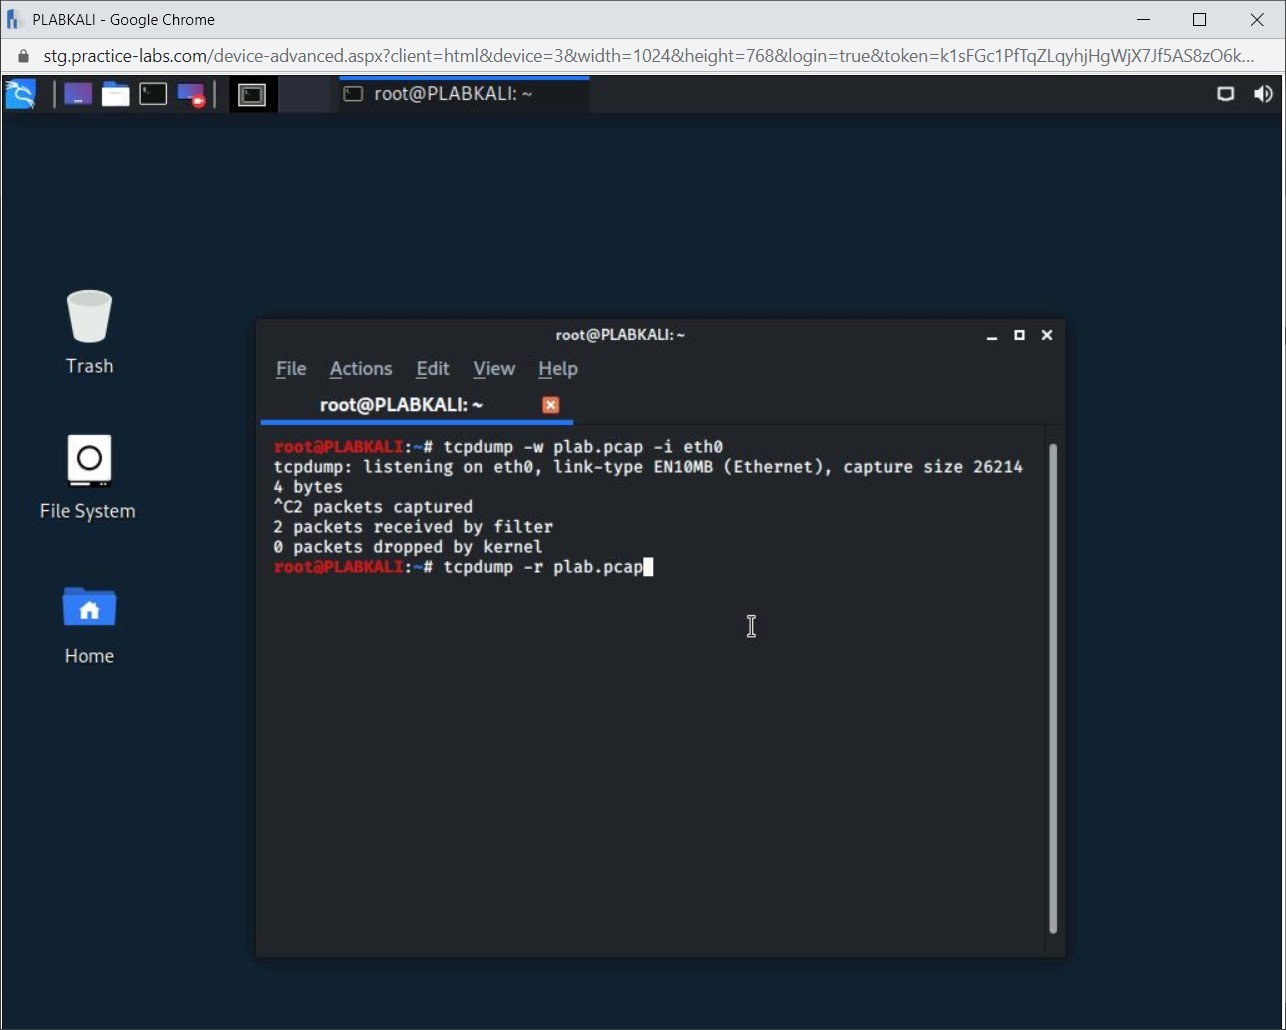 PLABKALI - Google Chrome
stg.practice-labs.com/device-advanced.aspx?client=html&device=3&width=1024&height=768&login=true&token=k1sFGc1PfTqZLqyhjHgWjX7Jf5AS8zO6k...
root@PLABKALI: ~
Trash
File System
Home
root@PLABKALI: ~
File Actions Edit View Help
root@PLABKALI: ~
root@PLABKALI:~# tcpdump -w plab.pcap -i eth0
tcpdump: listening on eth0, link-type EN10MB (Ethernet), capture size 26214
4 bytes
^C2 packets captured
2 packets received by filter
0 packets dropped by kernel
root@PLABKALI:~# tcpdump -r plab.pcap